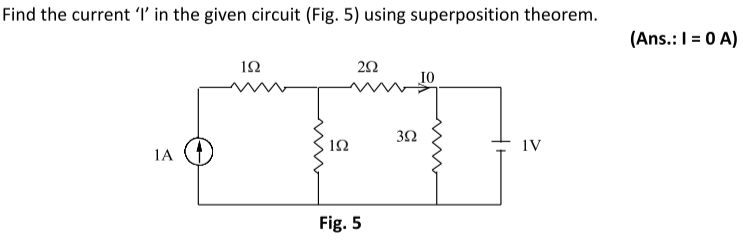 Find the current ‘I’ in the given circuit (Fig. 5) using superposition theorem.
(Ans.: I = 0 A)
1Ω
2Ω
I0
1Ω
3Ω
1V
1A
Fig. 5